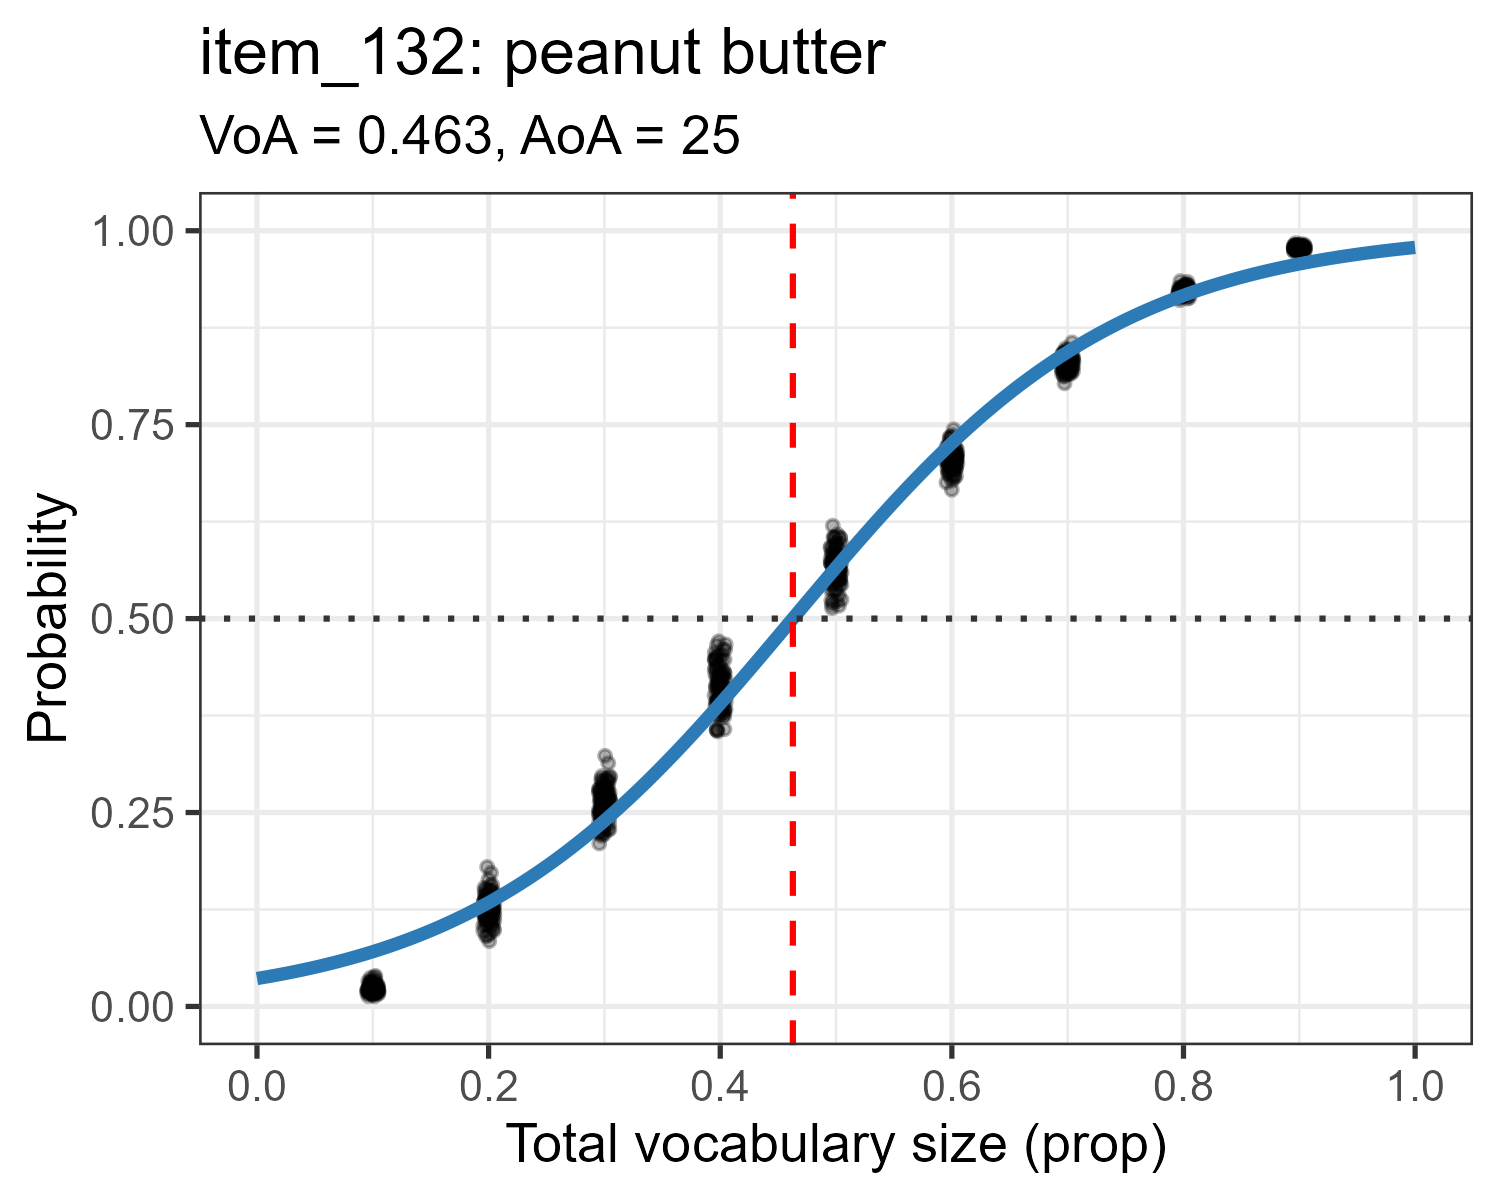 item_132: peanut butter
VoA = 0.463, AoA = 25
1.00
0.75
0.50
0.25
0.00
Probability
0.0 0.2 0.4 0.6 0.8 1.0
Total vocabulary size (prop)